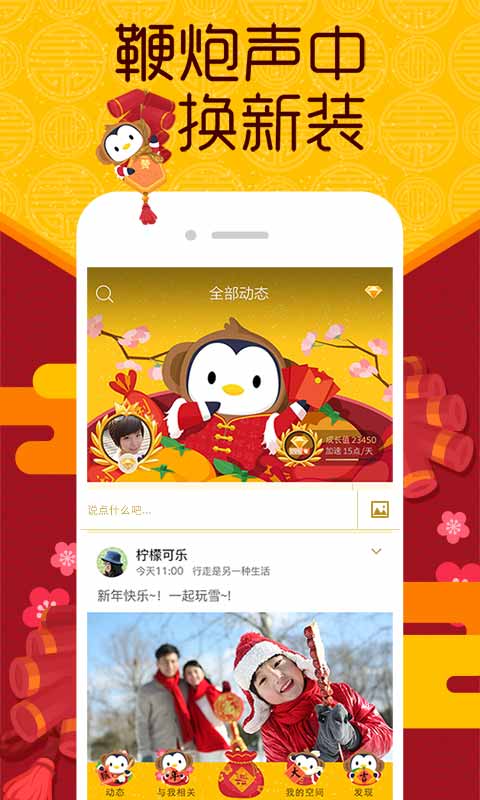 鞭炮声中
换新装
赞
全部动态
成长值 23450
加速 15点/天
说点什么吧...
柠檬可乐
今天11:00 行走是另一种生活
新年快乐~！一起玩雪~！
动态
与我相关
我的空间
发现